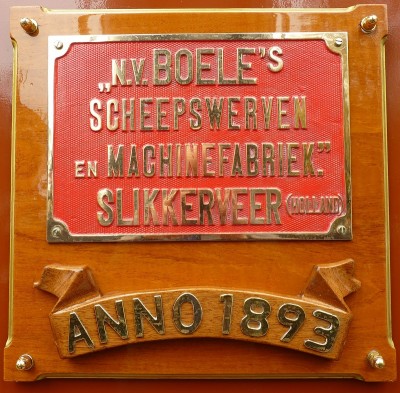 „N.V. BOELE'S
SCHEEPSWERVEN
EN MACHINEFABRIEK."
SLIKKERVEER (HOLLAND)
ANNO 1893